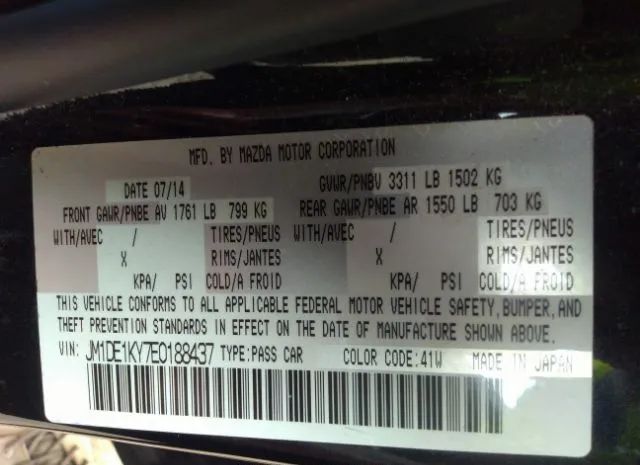 MFD. BY MAZDA MOTOR CORPORATION
DATE 07/14 GVWR/PNBV 3311 LB 1502 KG
FRONT GAWR/PNBE AV 1761 LB 799 KG REAR GAWR/PNBE AR 1550 LB 703 KG
WITH/AVEC / TIRES/PNEUS WITH/AVEC / TIRES/PNEUS
X RIMS/JANTES X RIMS/JANTES
KPA/ PSI COLD/A FROID KPA/ PSI COLD/A FROID
THIS VEHICLE CONFORMS TO ALL APPLICABLE FEDERAL MOTOR VEHICLE SAFETY, BUMPER, AND
THEFT PREVENTION STANDARDS IN EFFECT ON THE DATE OF MANUFACTURE SHOWN ABOVE.
VIN: JM1DE1KY7E0188437 TYPE:PASS CAR COLOR CODE:41W MADE IN JAPAN